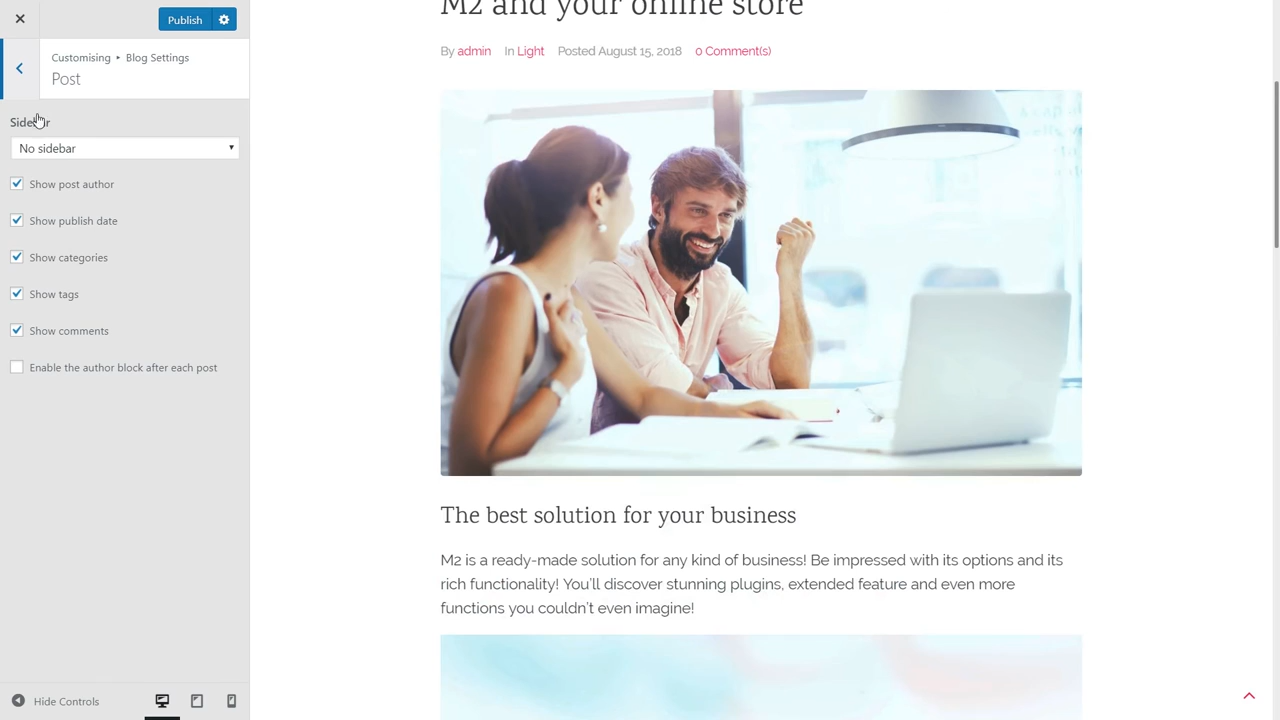 Publish
Customising ▸ Blog Settings
Post
Sidebar
No sidebar
Show post author
Show publish date
Show categories
Show tags
Show comments
Enable the author block after each post
Hide Controls
M2 and your online store
By admin In Light Posted August 15, 2018 0 Comment(s)
The best solution for your business
M2 is a ready-made solution for any kind of business! Be impressed with its options and its
rich functionality! You'll discover stunning plugins, extended feature and even more
functions you couldn't even imagine!